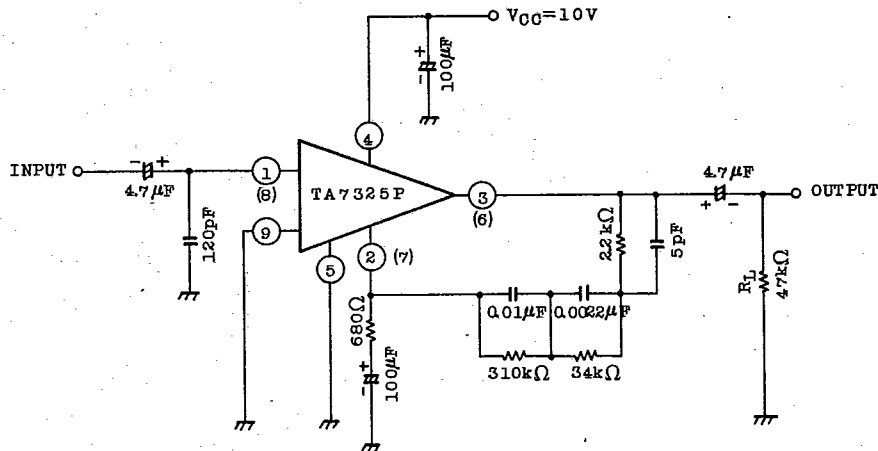 VCC=10V
100μF
+
-
4
INPUT
- +
4.7μF
1
(8)
TA7325P
3
(6)
4.7μF
+ -
OUTPUT
120pF
9
5
2
(7)
22kΩ
5pF
RL
47kΩ
680Ω
0.01μF
0.0022μF
310kΩ
34kΩ
+
-
100μF